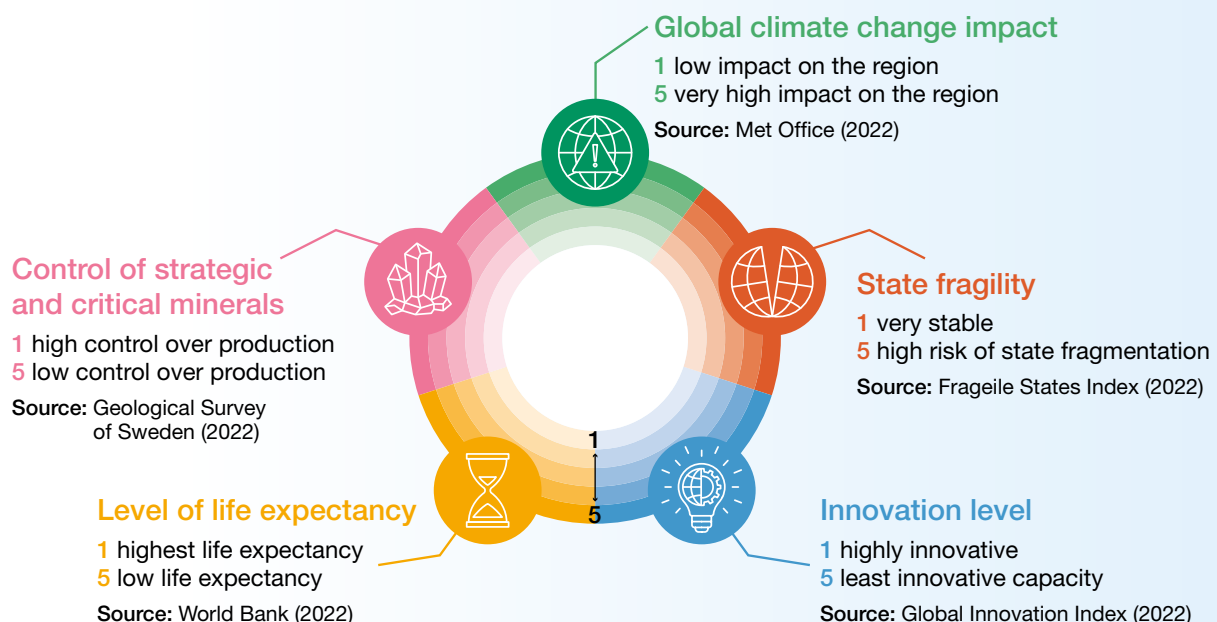 Global climate change impact
1 low impact on the region
5 very high impact on the region
Source: Met Office (2022)
Control of strategic
and critical minerals
1 high control over production
5 low control over production
Source: Geological Survey
of Sweden (2022)
State fragility
1 very stable
5 high risk of state fragmentation
Source: Frageile States Index (2022)
1
5
Level of life expectancy
1 highest life expectancy
5 low life expectancy
Source: World Bank (2022)
Innovation level
1 highly innovative
5 least innovative capacity
Source: Global Innovation Index (2022)